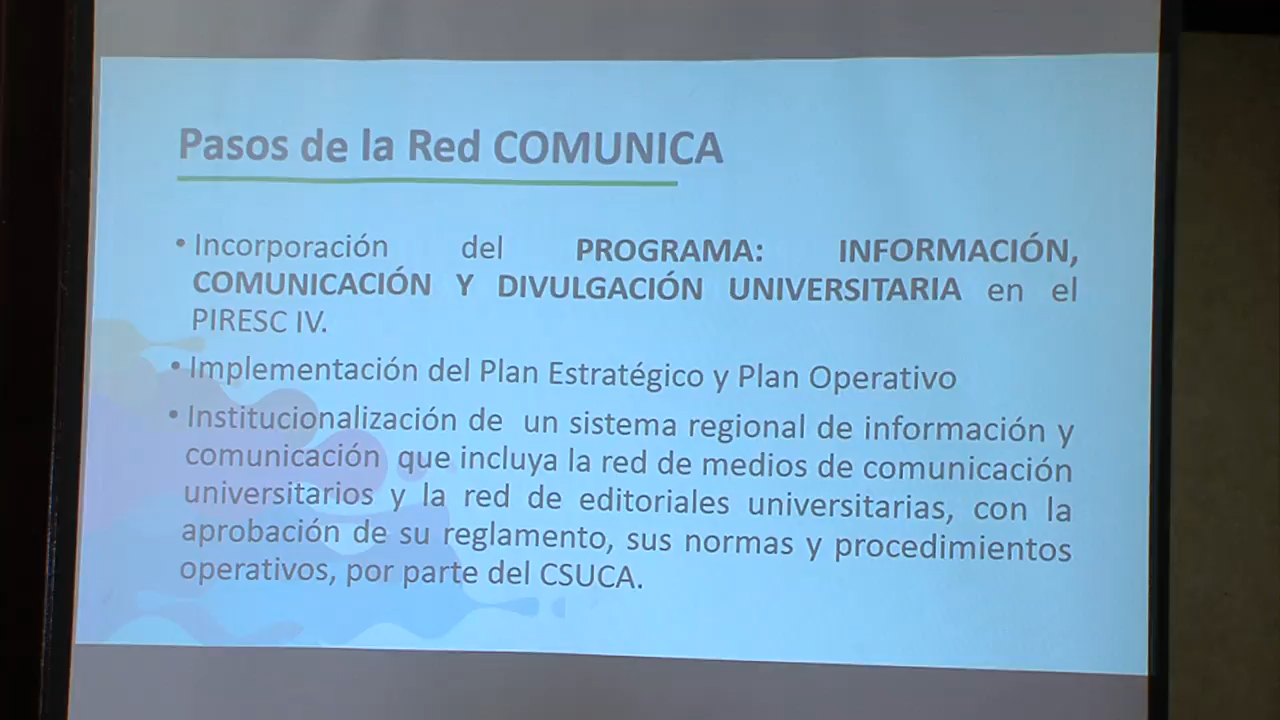 Pasos de la Red COMUNICA
• Incorporación del PROGRAMA: INFORMACIÓN,
COMUNICACIÓN Y DIVULGACIÓN UNIVERSITARIA en el
PIRESC IV.
• Implementación del Plan Estratégico y Plan Operativo
• Institucionalización de un sistema regional de información y
comunicación que incluya la red de medios de comunicación
universitarios y la red de editoriales universitarias, con la
aprobación de su reglamento, sus normas y procedimientos
operativos, por parte del CSUCA.